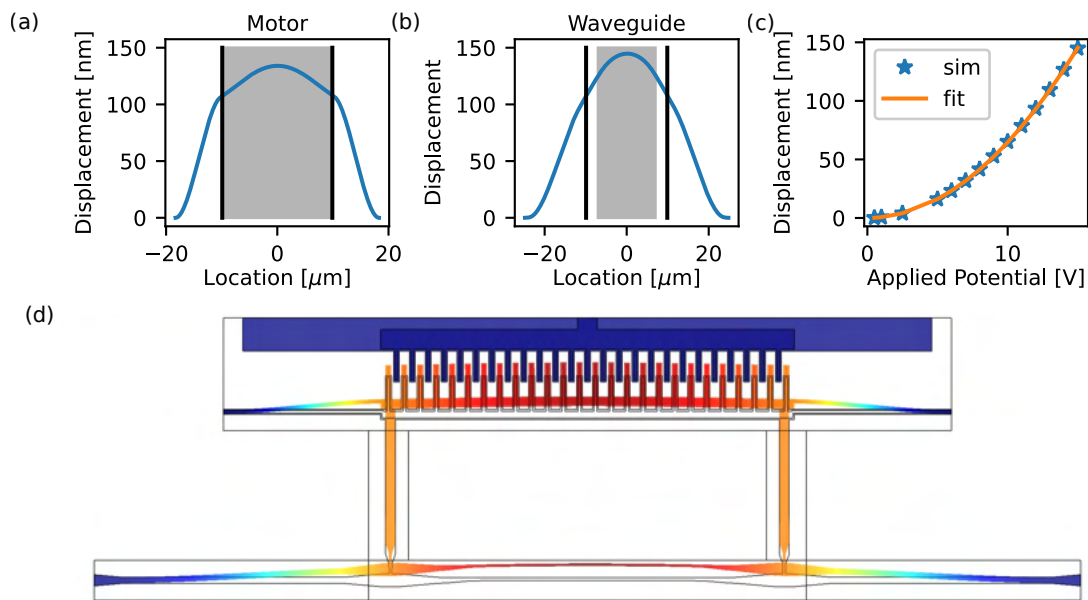 (a)
Motor
Displacement [nm]
150
100
50
0
−20
0
20
Location [μm]
(b)
Waveguide
Displacement
150
100
50
0
−20
0
20
Location [μm]
(c)
Displacement [nm]
150
100
50
0
sim
fit
10
Applied Potential [V]
(d)